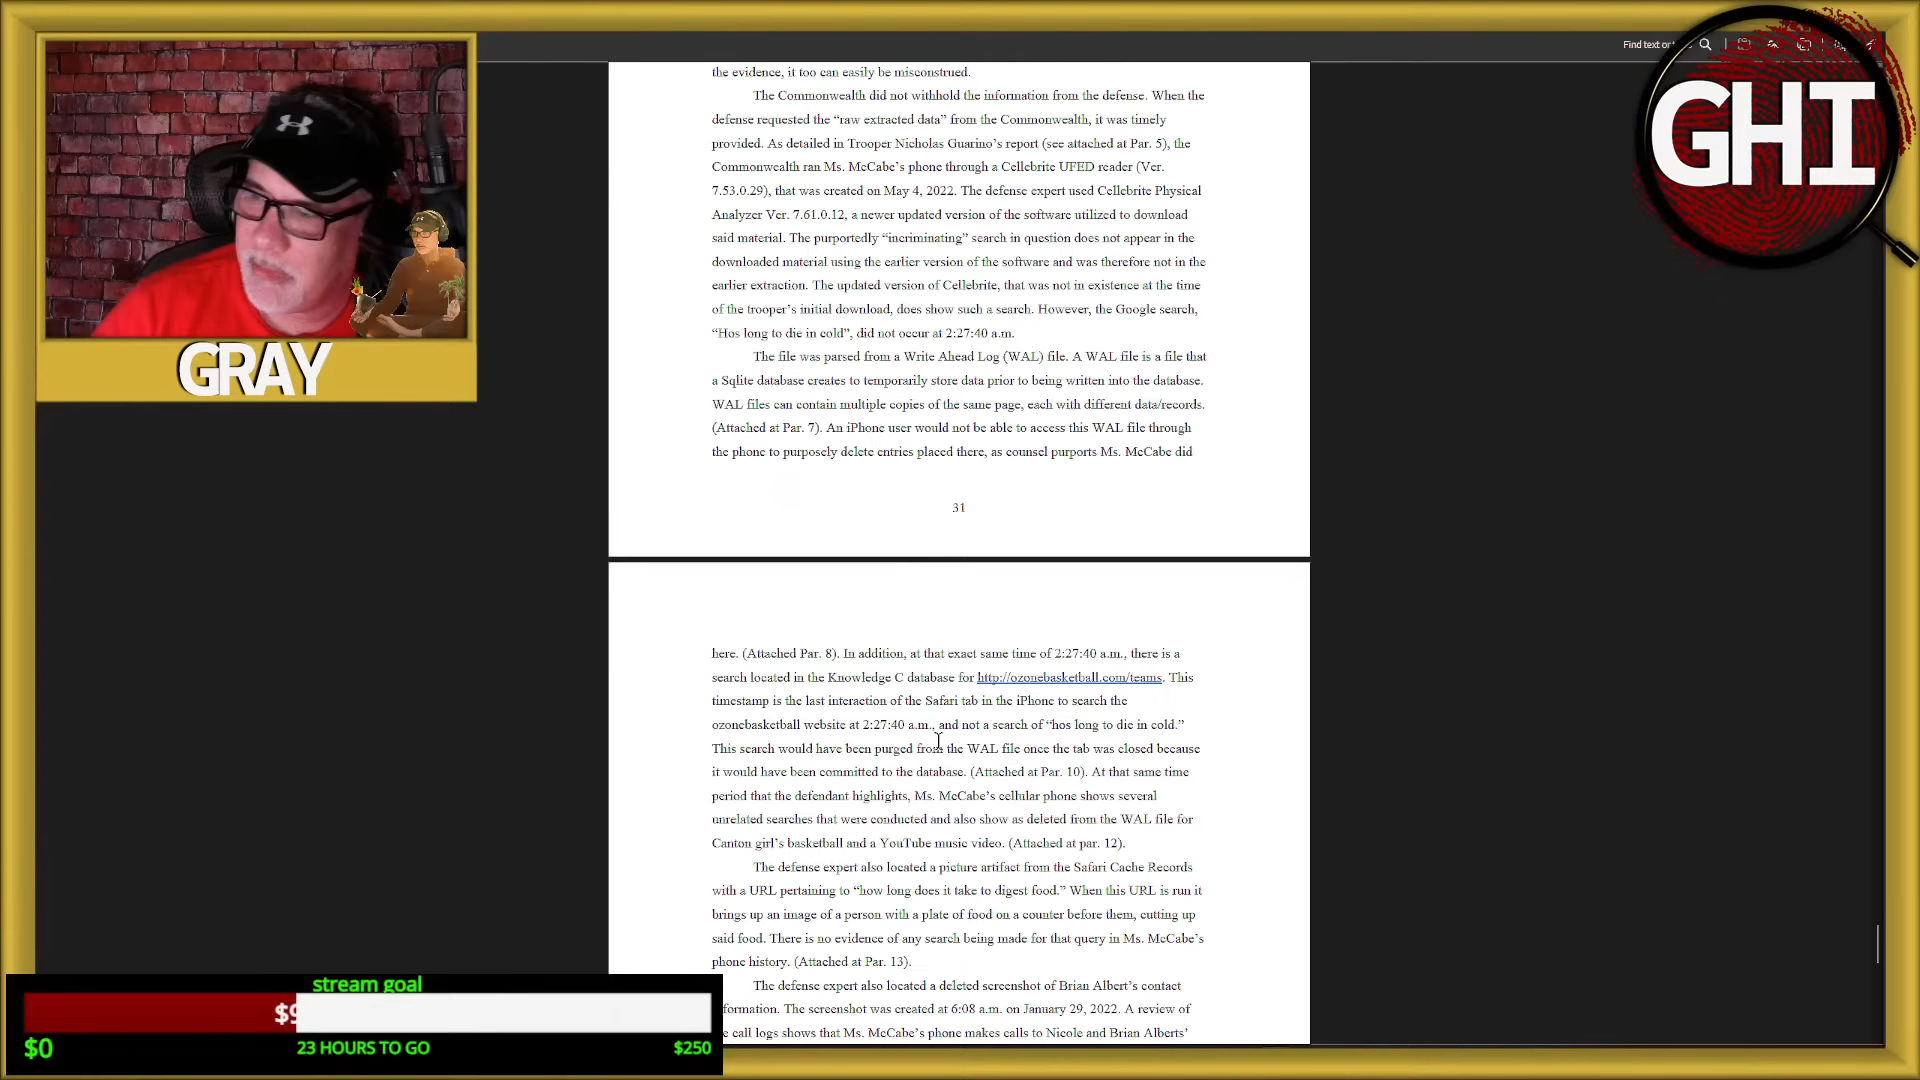 Find text or
GHI
GRAY
the evidence, it too can easily be misconstrued.
The Commonwealth did not withhold the information from the defense. When the
defense requested the “raw extracted data” from the Commonwealth, it was timely
provided. As detailed in Trooper Nicholas Guarino’s report (see attached at Par. 5), the
Commonwealth ran Ms. McCabe’s phone through a Cellebrite UFED reader (Ver.
7.53.0.29), that was created on May 4, 2022. The defense expert used Cellebrite Physical
Analyzer Ver. 7.61.0.12, a newer updated version of the software utilized to download
said material. The purportedly “incriminating” search in question does not appear in the
downloaded material using the earlier version of the software and was therefore not in the
earlier extraction. The updated version of Cellebrite, that was not in existence at the time
of the trooper’s initial download, does show such a search. However, the Google search,
“Hos long to die in cold”, did not occur at 2:27:40 a.m.
The file was parsed from a Write Ahead Log (WAL) file. A WAL file is a file that
a Sqlite database creates to temporarily store data prior to being written into the database.
WAL files can contain multiple copies of the same page, each with different data/records.
(Attached at Par. 7). An iPhone user would not be able to access this WAL file through
the phone to purposely delete entries placed there, as counsel purports Ms. McCabe did
31
here. (Attached Par. 8). In addition, at that exact same time of 2:27:40 a.m., there is a
search located in the Knowledge C database for http://ozonebasketball.com/teams. This
timestamp is the last interaction of the Safari tab in the iPhone to search the
ozonebasketball website at 2:27:40 a.m., and not a search of “hos long to die in cold.”
This search would have been purged from the WAL file once the tab was closed because
it would have been committed to the database. (Attached at Par. 10). At that same time
period that the defendant highlights, Ms. McCabe’s cellular phone shows several
unrelated searches that were conducted and also show as deleted from the WAL file for
Canton girl’s basketball and a YouTube music video. (Attached at par. 12).
The defense expert also located a picture artifact from the Safari Cache Records
with a URL pertaining to “how long does it take to digest food.” When this URL is run it
brings up an image of a person with a plate of food on a counter before them, cutting up
said food. There is no evidence of any search being made for that query in Ms. McCabe’s
phone history. (Attached at Par. 13).
The defense expert also located a deleted screenshot of Brian Albert’s contact
formation. The screenshot was created at 6:08 a.m. on January 29, 2022. A review of
e call logs shows that Ms. McCabe’s phone makes calls to Nicole and Brian Alberts’
stream goal
$9
$0
23 HOURS TO GO
$250